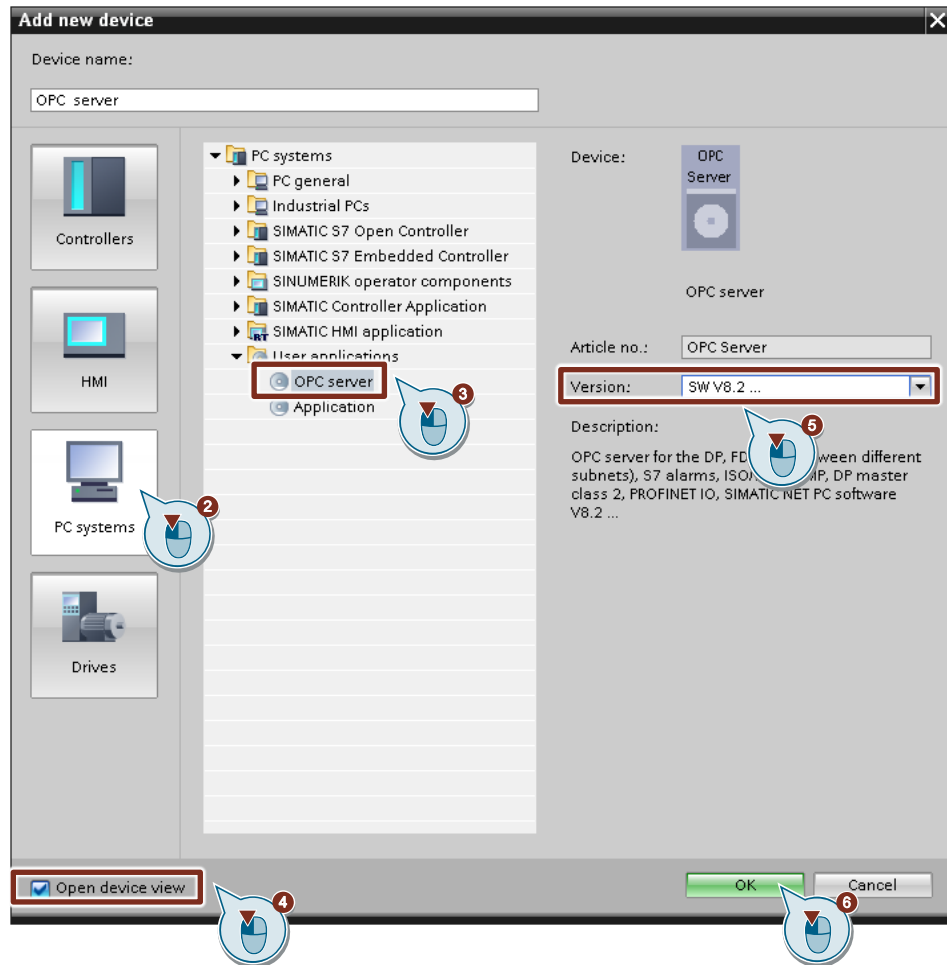 Add new device
Device name:
OPC server
Controllers
HMI
PC systems
Drives
PC systems
PC general
Industrial PCs
SIMATIC S7 Open Controller
SIMATIC S7 Embedded Controller
SINUMERIK operator components
SIMATIC Controller Application
RT SIMATIC HMI application
User applications
OPC server
Application
Device:
OPC
Server
OPC server
Article no.: OPC Server
Version: SW V8.2 ...
Description:
OPC server for the DP, FD ween different
subnets), S7 alarms, ISO MP, DP master
class 2, PROFINET IO, SIMATIC NET PC software
V8.2 ...
2
3
5
Open device view
4
OK
6
Cancel